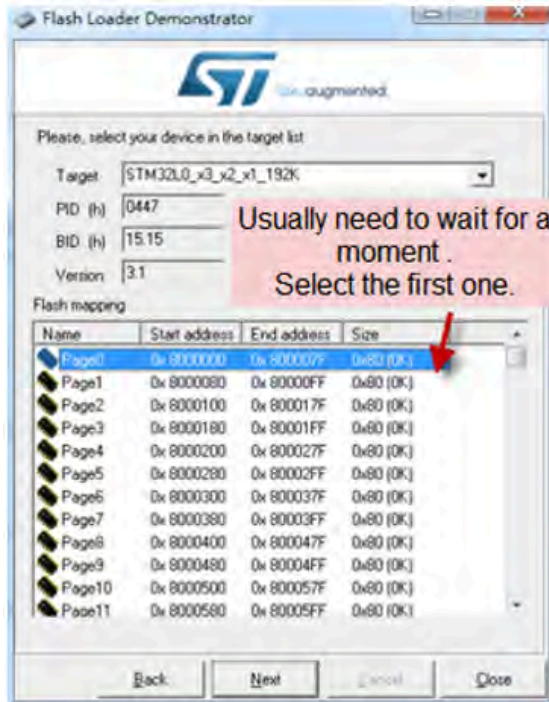 Flash Loader Demonstrator
ST
augmented
Please, select your device in the target list
Target STM32L0_x3_x2_x1_192K
PID (h) 0447
BID (h) 15.15
Version 3.1
Usually need to wait for a
moment .
Select the first one.
Flash mapping
Name Start address End address Size
Page0 0x 8000000 0x 800007F 0x80 (0K)
Page1 0x 8000080 0x 80000FF 0x80 (0K)
Page2 0x 8000100 0x 800017F 0x80 (0K)
Page3 0x 8000180 0x 80001FF 0x80 (0K)
Page4 0x 8000200 0x 800027F 0x80 (0K)
Page5 0x 8000280 0x 80002FF 0x80 (0K)
Page6 0x 8000300 0x 800037F 0x80 (0K)
Page7 0x 8000380 0x 80003FF 0x80 (0K)
Page8 0x 8000400 0x 800047F 0x80 (0K)
Page9 0x 8000480 0x 80004FF 0x80 (0K)
Page10 0x 8000500 0x 800057F 0x80 (0K)
Page11 0x 8000580 0x 80005FF 0x80 (0K)
Back Next Cancel Close